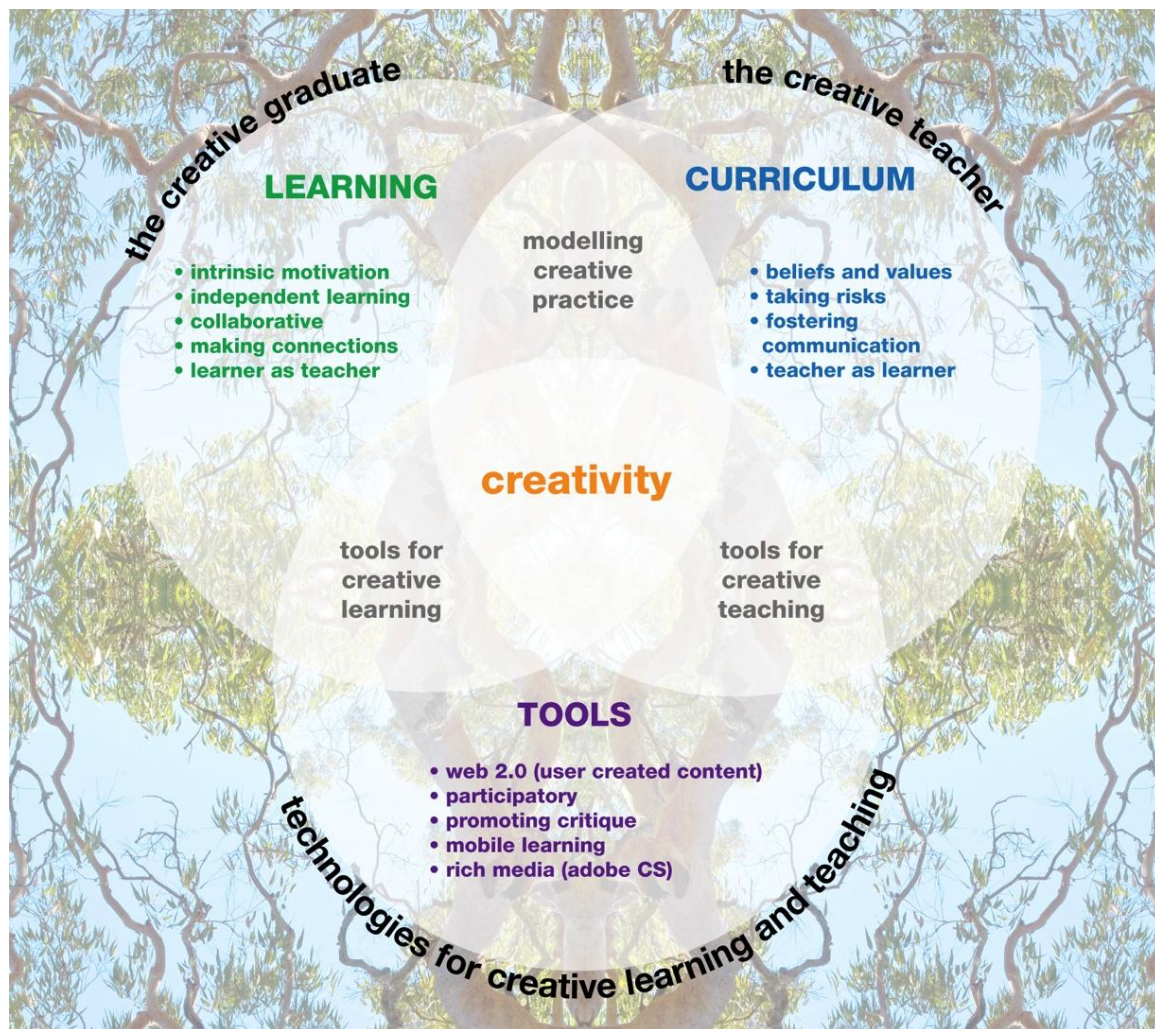 the creative graduate
the creative teacher
LEARNING
• intrinsic motivation
• independent learning
• collaborative
• making connections
• learner as teacher
modelling
creative
practice
CURRICULUM
• beliefs and values
• taking risks
• fostering
communication
• teacher as learner
creativity
tools for
creative
learning
tools for
creative
teaching
TOOLS
• web 2.0 (user created content)
• participatory
• promoting critique
• mobile learning
• rich media (adobe CS)
technologies for creative learning and teaching